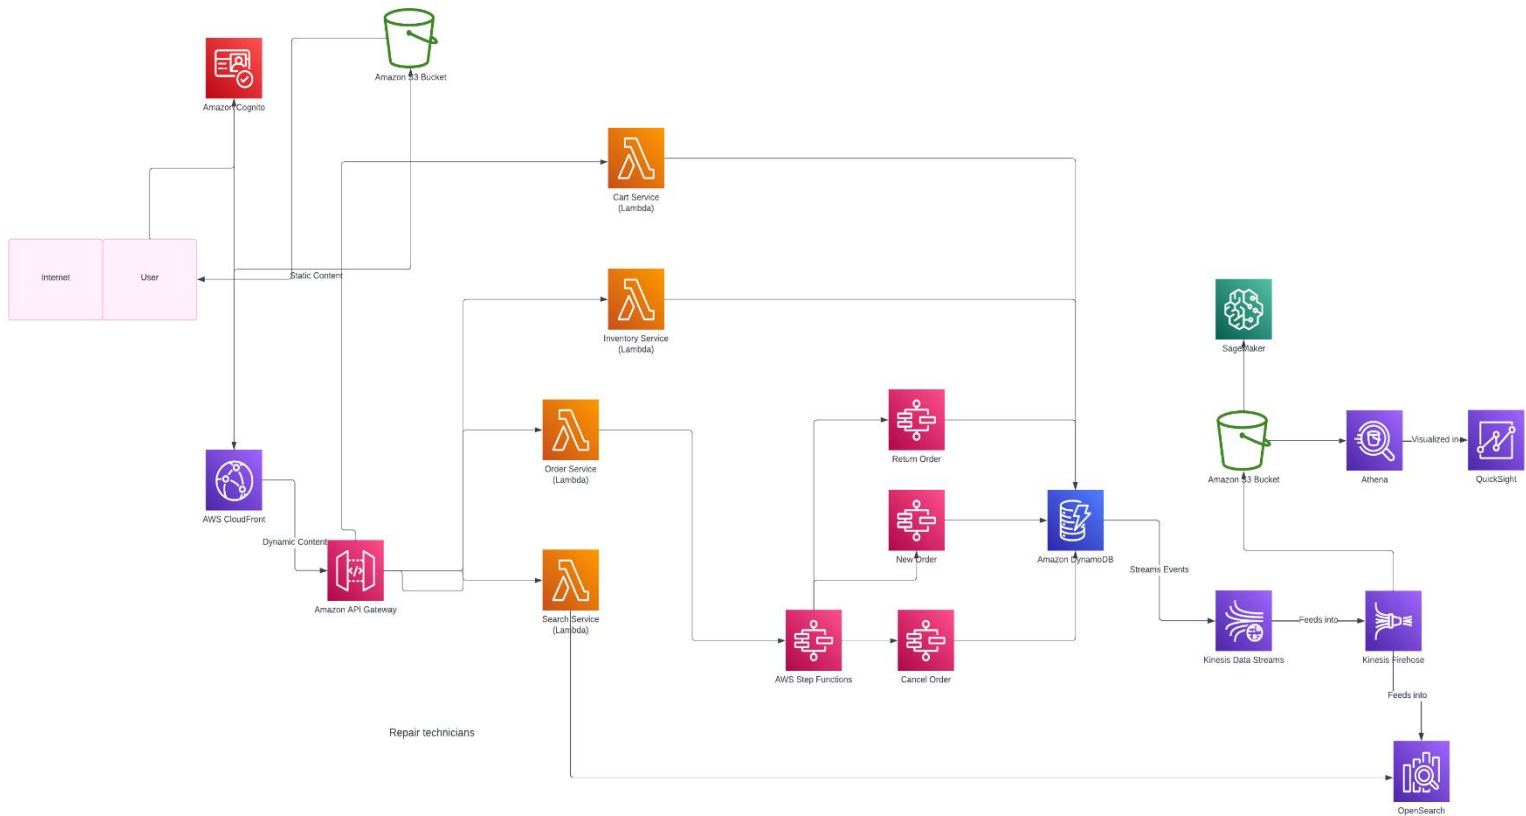 Amazon S3 Bucket
Amazon Cognito
Cart Service
(Lambda)
Internet
User
Static Content
Inventory Service
(Lambda)
SageMaker
Return Order
Order Service
(Lambda)
Visualized in
Amazon S3 Bucket
Athena
QuickSight
AWS CloudFront
Dynamic Content
New Order
Amazon DynamoDB
Streams Events
Amazon API Gateway
Search Service
(Lambda)
Feeds into
Kinesis Data Streams
Kinesis Firehose
AWS Step Functions
Cancel Order
Feeds into
Repair technicians
OpenSearch